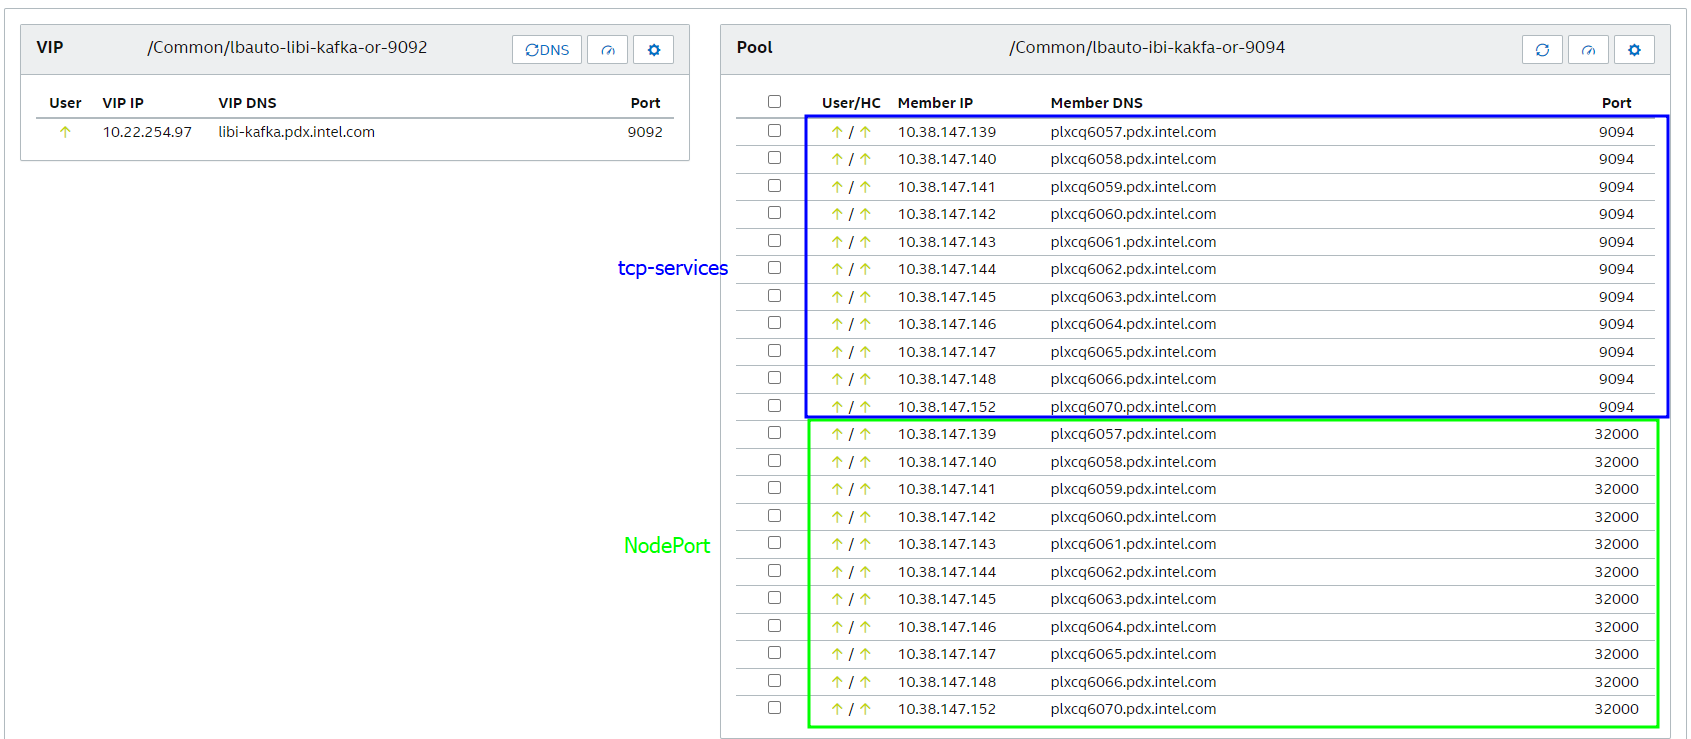 VIP /Common/lbauto-libi-kafka-or-9092 DNS
User VIP IP VIP DNS Port
10.22.254.97 libi-kafka.pdx.intel.com 9092
Pool /Common/lbauto-ibi-kakfa-or-9094
User/HC Member IP Member DNS Port
/ 10.38.147.139 plxcq6057.pdx.intel.com 9094
/ 10.38.147.140 plxcq6058.pdx.intel.com 9094
/ 10.38.147.141 plxcq6059.pdx.intel.com 9094
/ 10.38.147.142 plxcq6060.pdx.intel.com 9094
/ 10.38.147.143 plxcq6061.pdx.intel.com 9094
tcp-services
/ 10.38.147.144 plxcq6062.pdx.intel.com 9094
/ 10.38.147.145 plxcq6063.pdx.intel.com 9094
/ 10.38.147.146 plxcq6064.pdx.intel.com 9094
/ 10.38.147.147 plxcq6065.pdx.intel.com 9094
/ 10.38.147.148 plxcq6066.pdx.intel.com 9094
/ 10.38.147.152 plxcq6070.pdx.intel.com 9094
/ 10.38.147.139 plxcq6057.pdx.intel.com 32000
/ 10.38.147.140 plxcq6058.pdx.intel.com 32000
/ 10.38.147.141 plxcq6059.pdx.intel.com 32000
/ 10.38.147.142 plxcq6060.pdx.intel.com 32000
NodePort
/ 10.38.147.143 plxcq6061.pdx.intel.com 32000
/ 10.38.147.144 plxcq6062.pdx.intel.com 32000
/ 10.38.147.145 plxcq6063.pdx.intel.com 32000
/ 10.38.147.146 plxcq6064.pdx.intel.com 32000
/ 10.38.147.147 plxcq6065.pdx.intel.com 32000
/ 10.38.147.148 plxcq6066.pdx.intel.com 32000
/ 10.38.147.152 plxcq6070.pdx.intel.com 32000